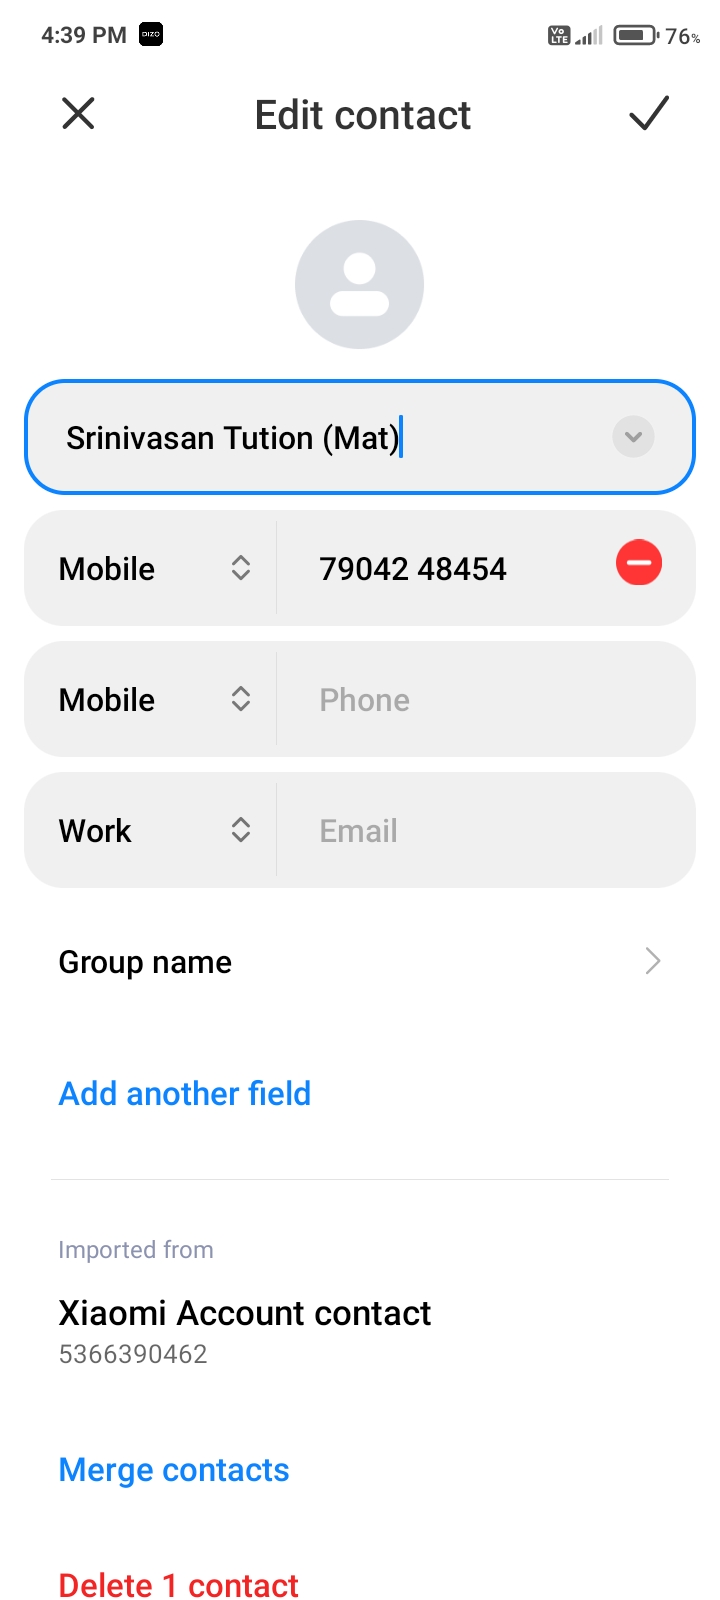 4:39 PM DIZO Vo LTE 76%
Edit contact
Srinivasan Tution (Mat)
Mobile 79042 48454
Mobile Phone
Work Email
Group name
Add another field
Imported from
Xiaomi Account contact
5366390462
Merge contacts
Delete 1 contact